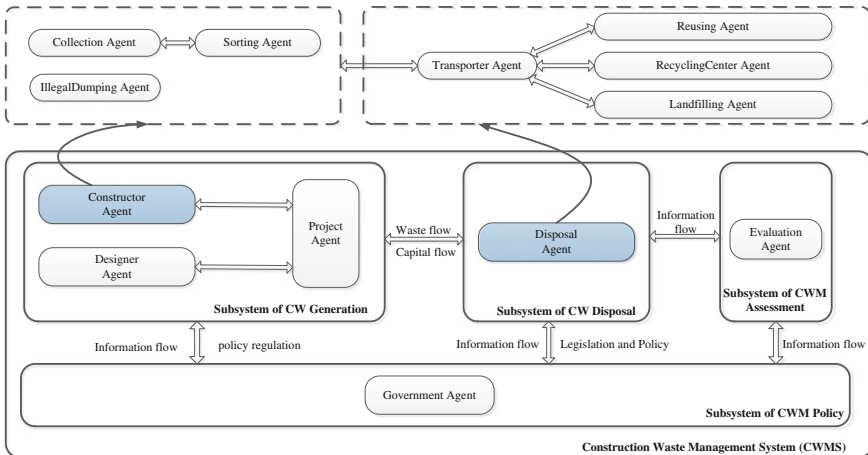 Collection Agent
Sorting Agent
IllegalDumping Agent
Transporter Agent
Reusing Agent
RecyclingCenter Agent
Landfilling Agent
Constructor
Agent
Designer
Agent
Project
Agent
Subsystem of CW Generation
Waste flow
Capital flow
Disposal
Agent
Subsystem of CW Disposal
Information
flow
Evaluation
Agent
Subsystem of CWM
Assessment
Information flow
policy regulation
Information flow
Legislation and Policy
Information flow
Government Agent
Subsystem of CWM Policy
Construction Waste Management System (CWMS)